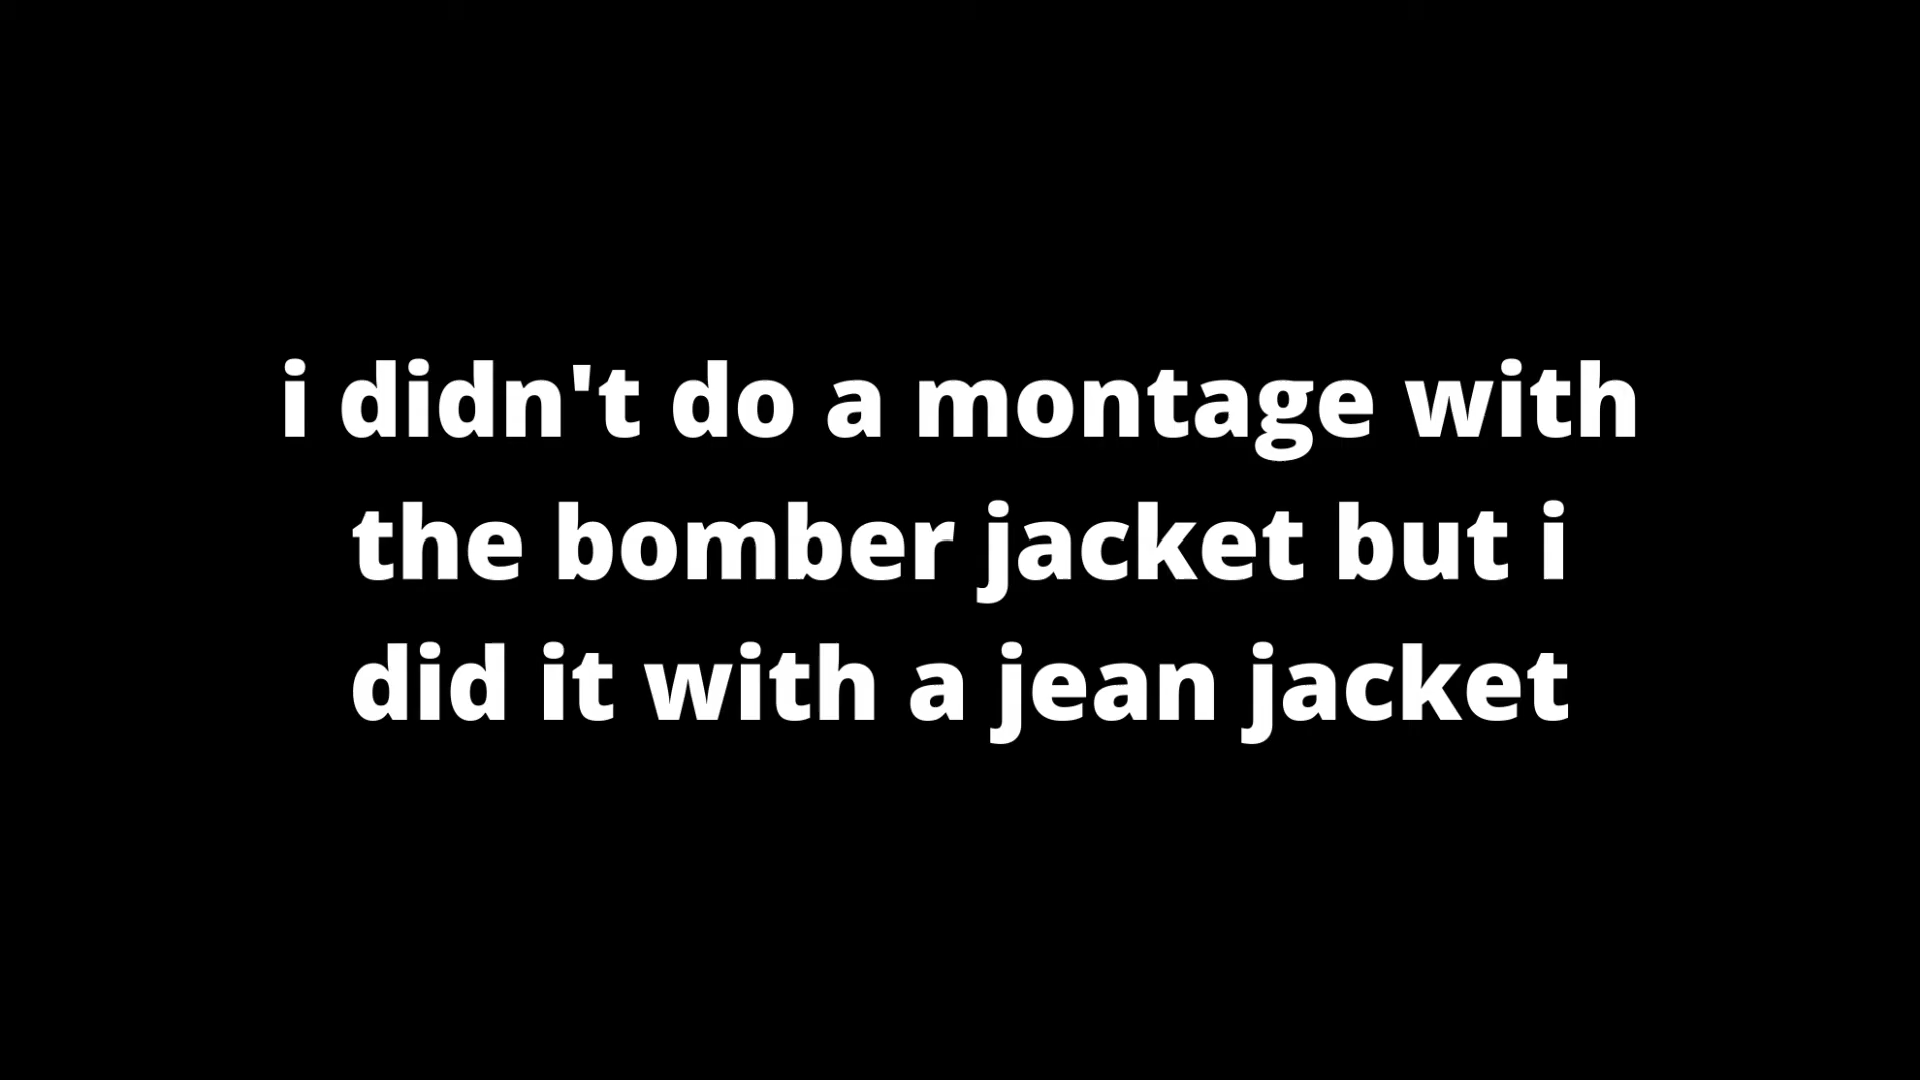 i didn't do a montage with
the bomber jacket but i
did it with a jean jacket